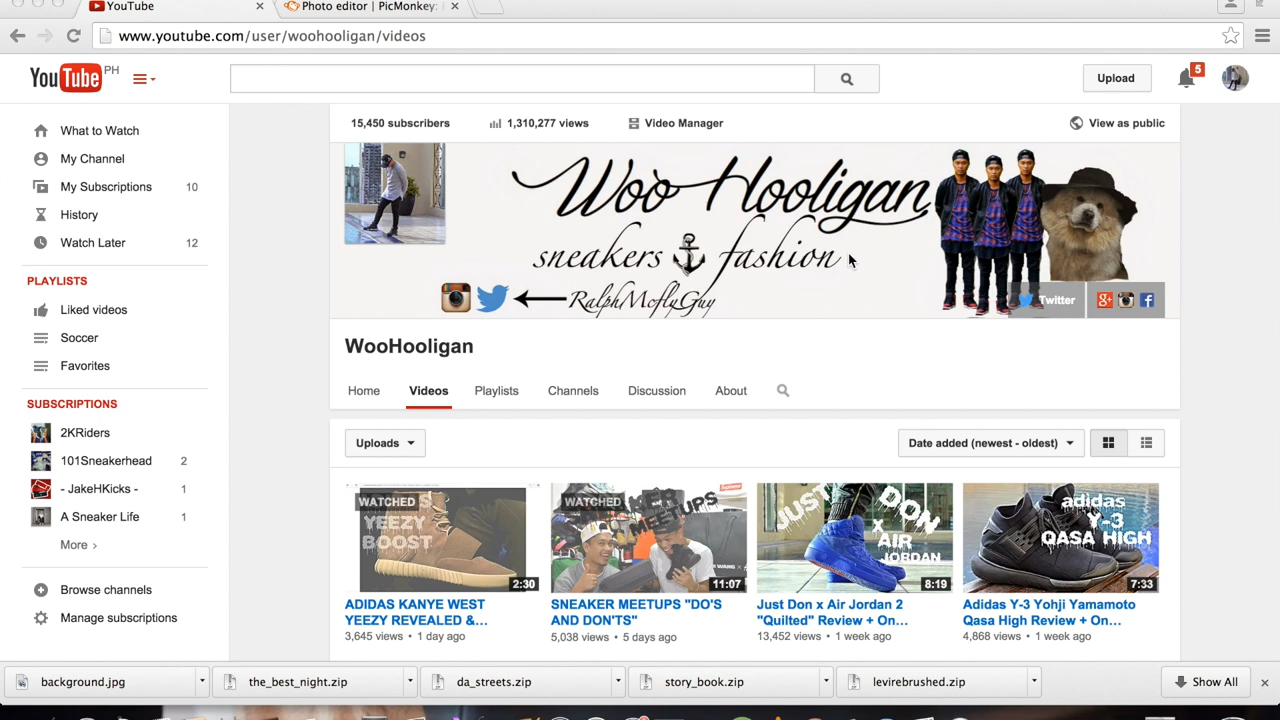 YouTube
Photo editor | PicMonkey:
www.youtube.com/user/woohooligan/videos
YouTube PH
Upload
5
What to Watch
My Channel
My Subscriptions 10
History
Watch Later 12
PLAYLISTS
Liked videos
Soccer
Favorites
SUBSCRIPTIONS
2KRiders
101Sneakerhead 2
- JakeHKicks - 1
A Sneaker Life 1
More ›
Browse channels
Manage subscriptions
15,450 subscribers
1,310,277 views
Video Manager
View as public
Woo Hooligan
sneakers fashion
RalphMcflyGuy
Twitter
WooHooligan
Home Videos Playlists Channels Discussion About
Uploads
Date added (newest - oldest)
WATCHED
YEEZY
BOOST
2:30
ADIDAS KANYE WEST
YEEZY REVEALED &...
3,645 views • 1 day ago
WATCHED
MEETUPS
11:07
SNEAKER MEETUPS "DO'S
AND DON'TS"
5,038 views • 5 days ago
JUST
DON
x
AIR
JORDAN
8:19
Just Don x Air Jordan 2
"Quilted" Review + On...
13,452 views • 1 week ago
adidas
Y-3
QASA HIGH
7:33
Adidas Y-3 Yohji Yamamoto
Qasa High Review + On...
4,868 views • 1 week ago
background.jpg
the_best_night.zip
da_streets.zip
story_book.zip
levirebrushed.zip
Show All